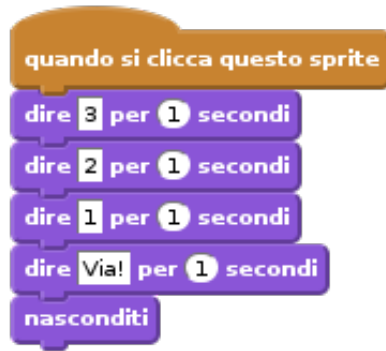 quando si clicca questo sprite
dire 3 per 1 secondi
dire 2 per 1 secondi
dire 1 per 1 secondi
dire Via! per 1 secondi
nasconditi